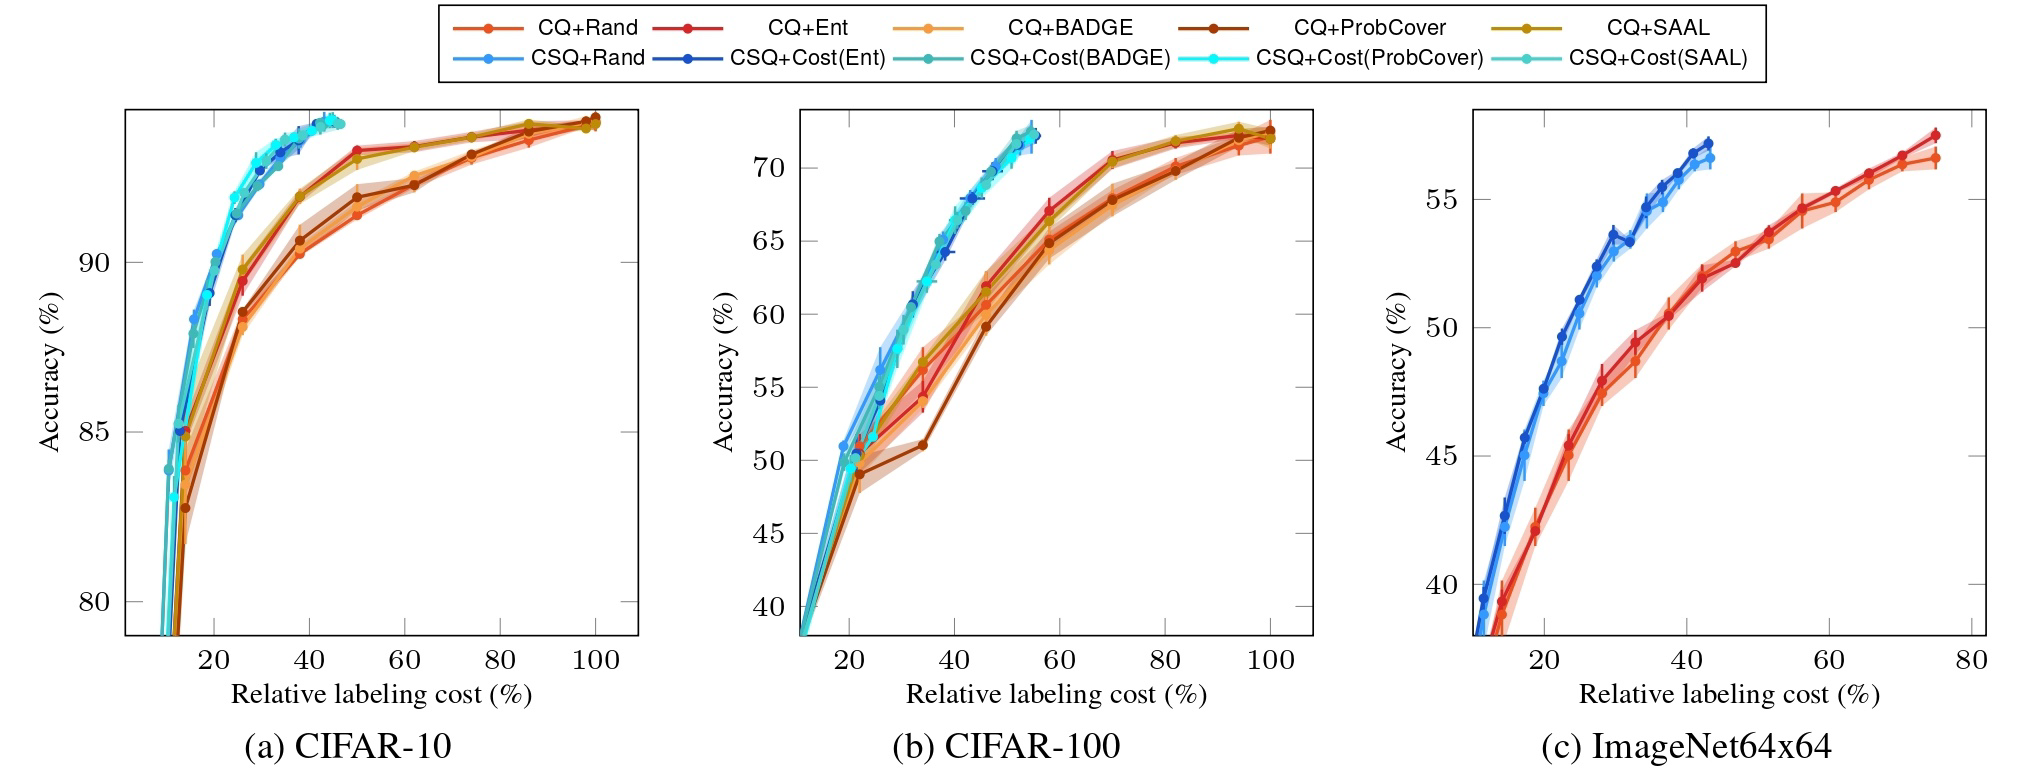 CQ+Rand CQ+Ent CQ+BADGE CQ+ProbCover CQ+SAAL
CSQ+Rand CSQ+Cost(Ent) CSQ+Cost(BADGE) CSQ+Cost(ProbCover) CSQ+Cost(SAAL)
Accuracy (%)
90
85
80
20 40 60 80 100
Relative labeling cost (%)
(a) CIFAR-10
Accuracy (%)
70
65
60
55
50
45
40
20 40 60 80 100
Relative labeling cost (%)
(b) CIFAR-100
Accuracy (%)
55
50
45
40
20 40 60 80
Relative labeling cost (%)
(c) ImageNet64x64